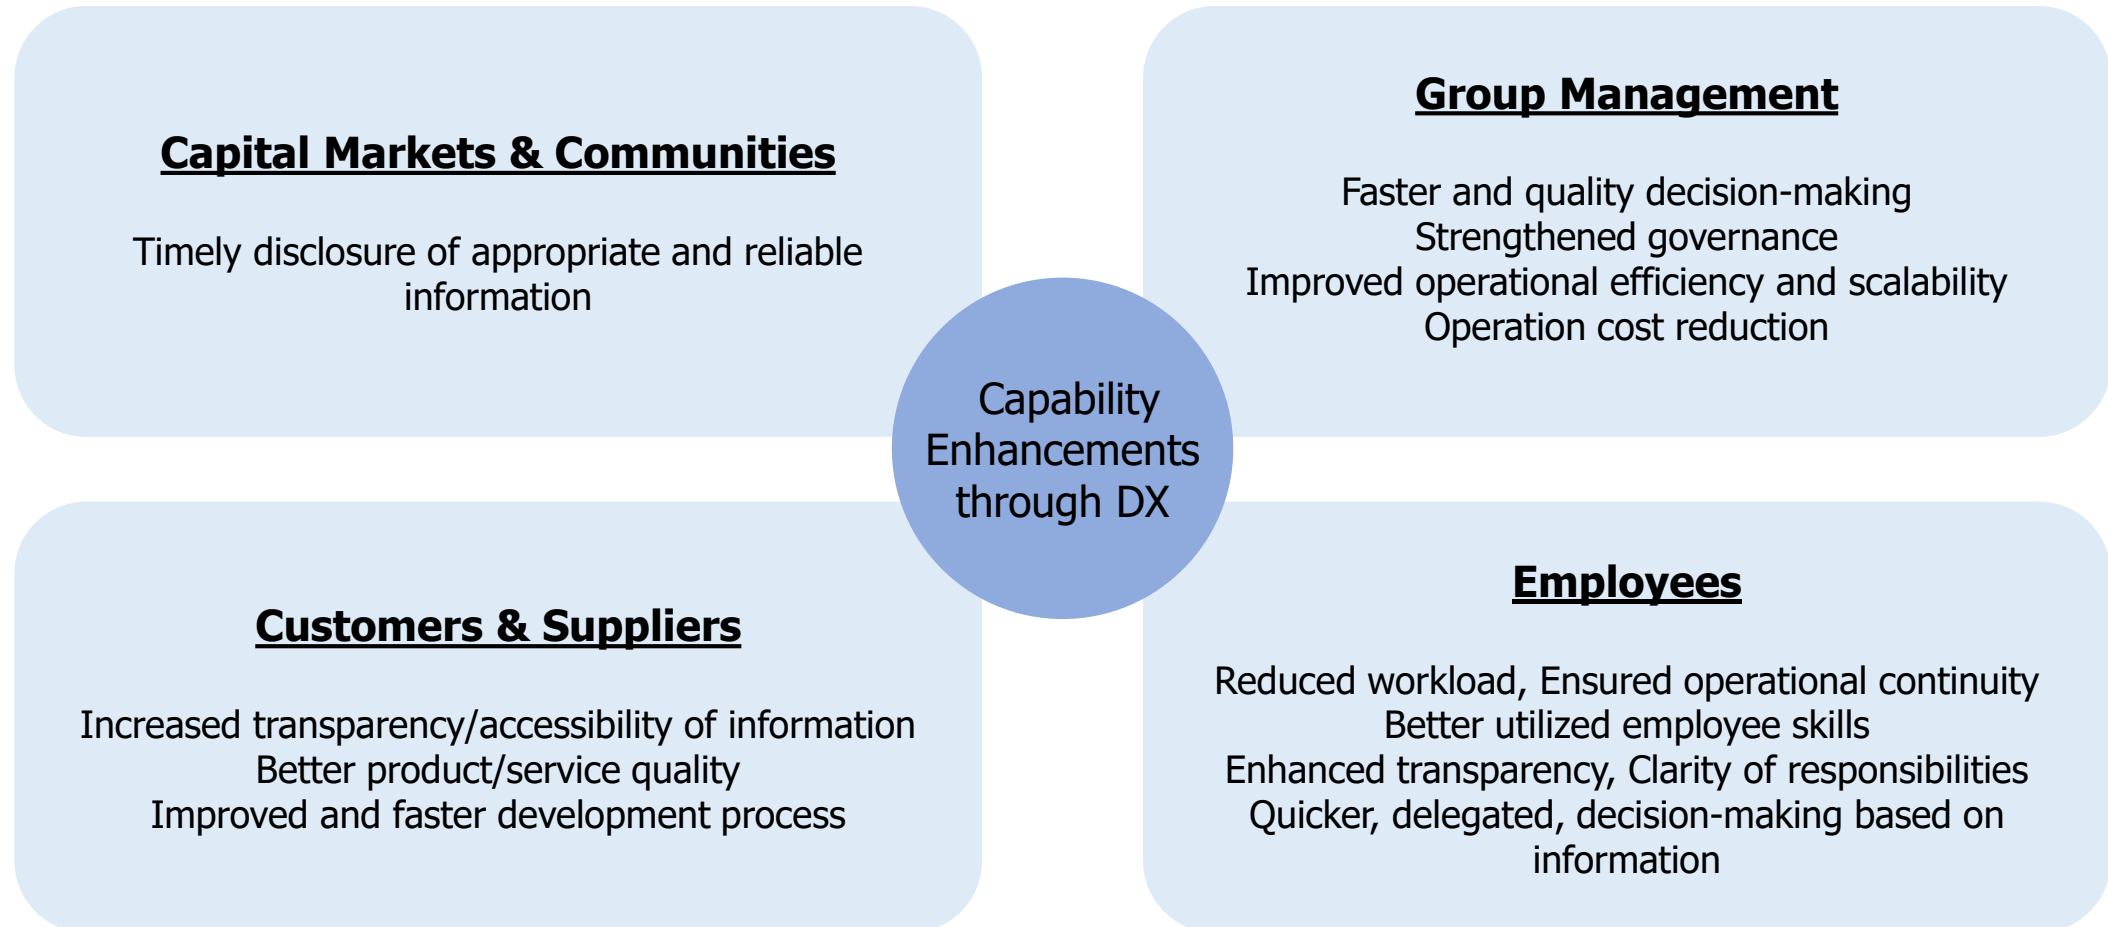 Capital Markets & Communities
Timely disclosure of appropriate and reliable
information
Group Management
Faster and quality decision-making
Strengthened governance
Improved operational efficiency and scalability
Operation cost reduction
Capability
Enhancements
through DX
Customers & Suppliers
Increased transparency/accessibility of information
Better product/service quality
Improved and faster development process
Employees
Reduced workload, Ensured operational continuity
Better utilized employee skills
Enhanced transparency, Clarity of responsibilities
Quicker, delegated, decision-making based on
information